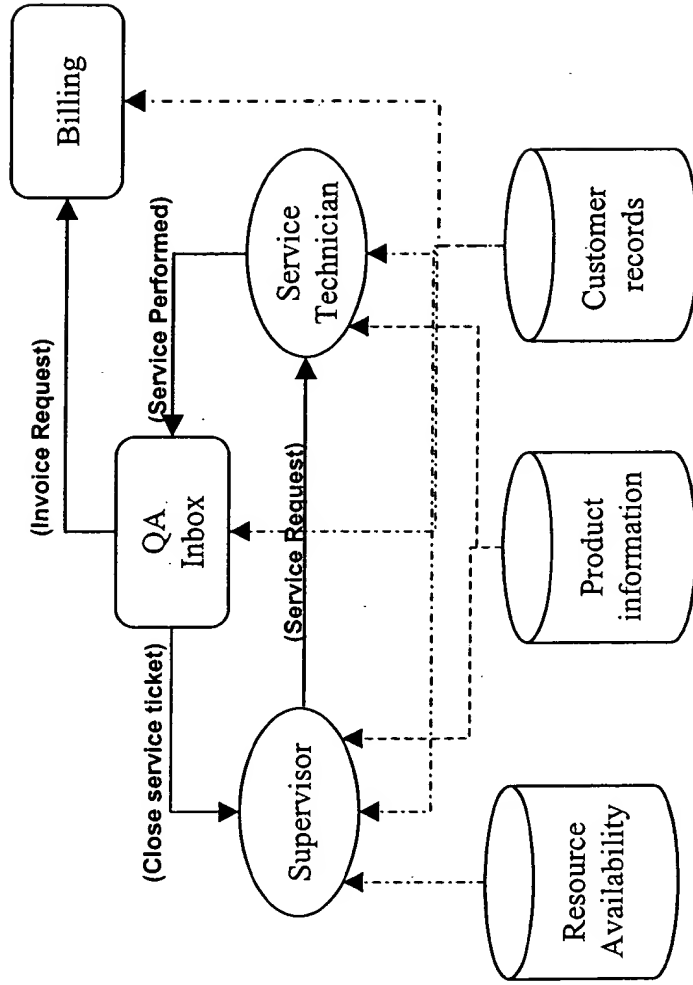 Billing
(Invoice Request)
(Service Performed)
QA
Inbox
Service
Technician
(Close service ticket)
(Service Request)
Supervisor
Resource
Availability
Product
information
Customer
records